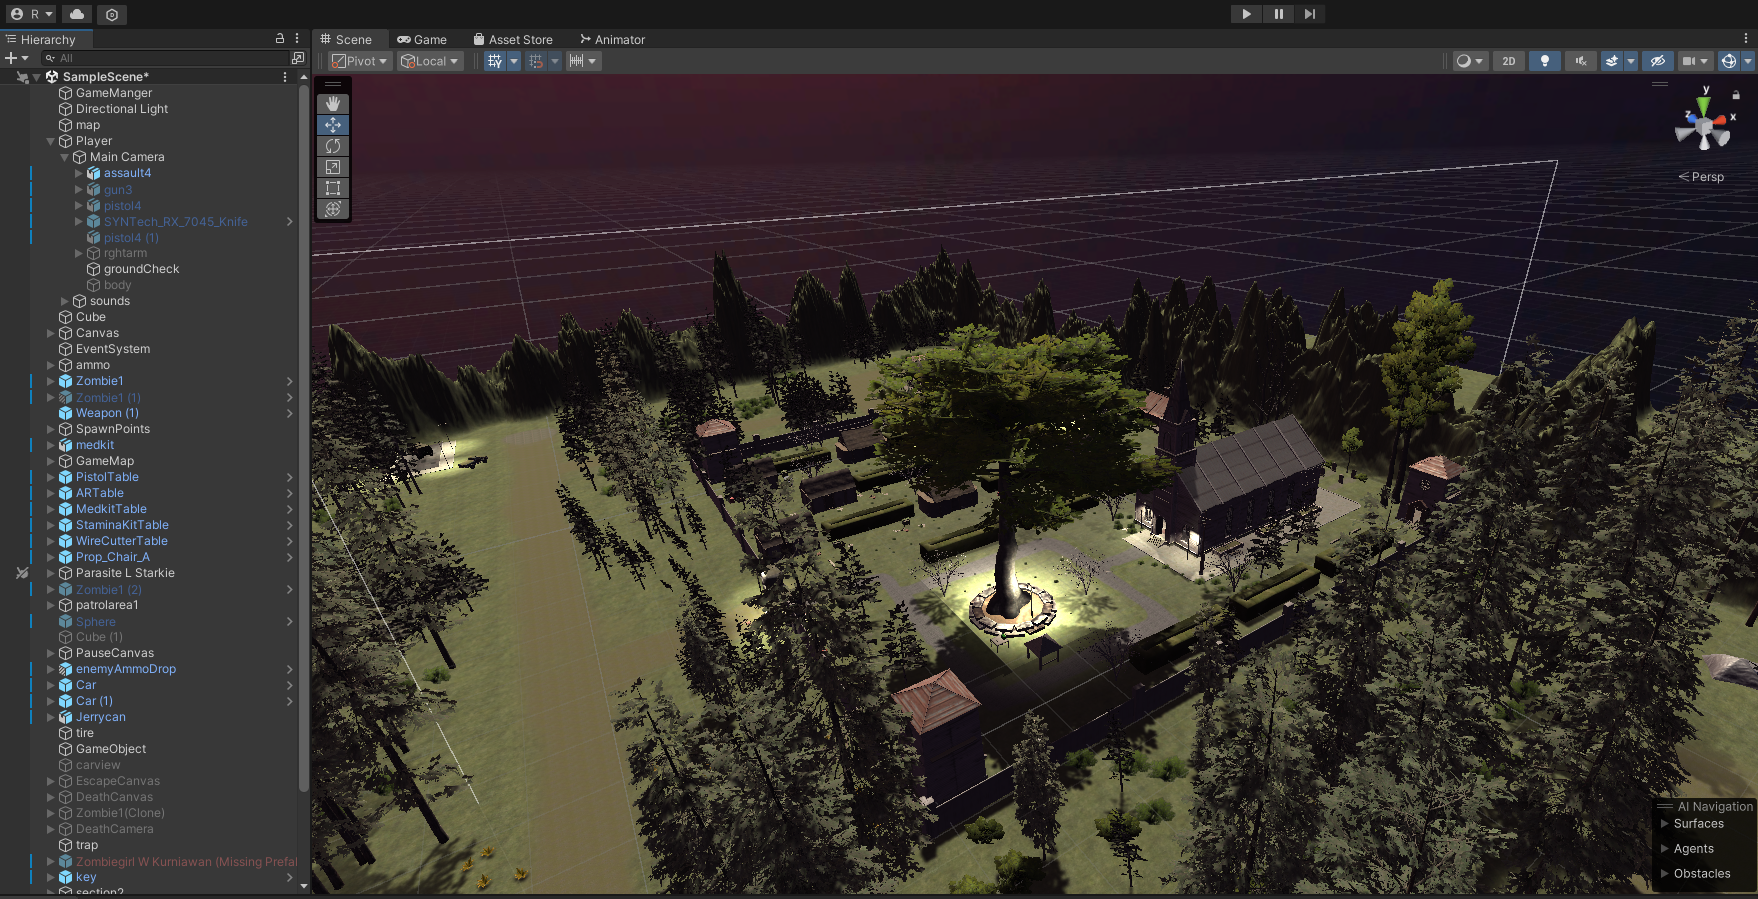 R
Hierarchy
All
SampleScene*
GameManger
Directional Light
map
Player
Main Camera
assault4
gun3
pistol4
SYNTech_RX_7045_Knife
pistol4 (1)
rghtarm
groundCheck
body
sounds
Cube
Canvas
EventSystem
ammo
Zombie1
Zombie1 (1)
Weapon (1)
SpawnPoints
medkit
GameMap
PistolTable
ARTable
MedkitTable
StaminaKitTable
WireCutterTable
Prop_Chair_A
Parasite L Starkie
Zombie1 (2)
patrolarea1
Sphere
Cube (1)
PauseCanvas
enemyAmmoDrop
Car
Car (1)
Jerrycan
tire
GameObject
carview
EscapeCanvas
DeathCanvas
Zombie1(Clone)
DeathCamera
trap
Zombiegirl W Kurniawan (Missing Prefal
key
section2
Scene Game Asset Store Animator
Pivot Local 2D
y
z x
Persp
AI Navigation
Surfaces
Agents
Obstacles